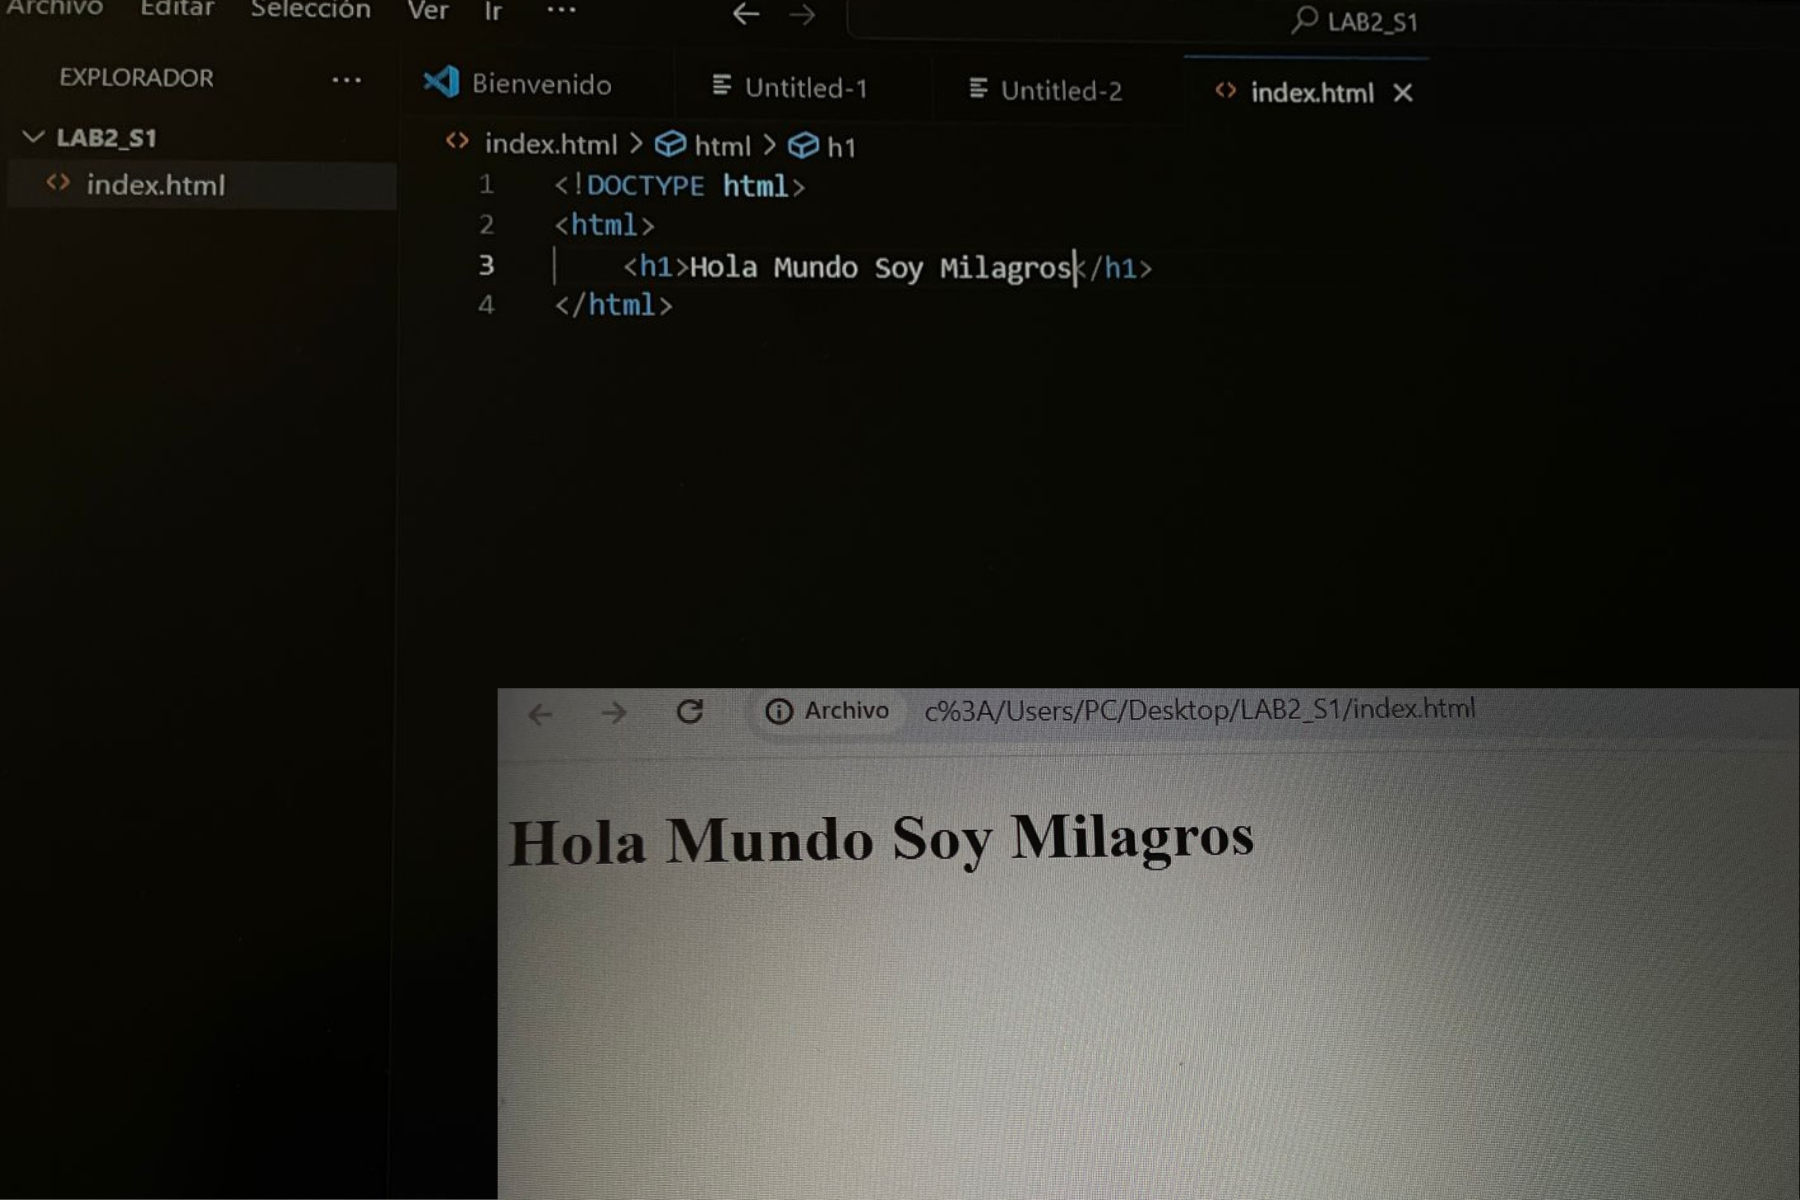 Archivo Editar Selección Ver Ir ...
LAB2_S1
EXPLORADOR ...
Bienvenido Untitled-1 Untitled-2 index.html
LAB2_S1
index.html
index.html > html > h1
1 <!DOCTYPE html>
2 <html>
3 <h1>Hola Mundo Soy Milagros</h1>
4 </html>
Archivo c%3A/Users/PC/Desktop/LAB2_S1/index.html
Hola Mundo Soy Milagros